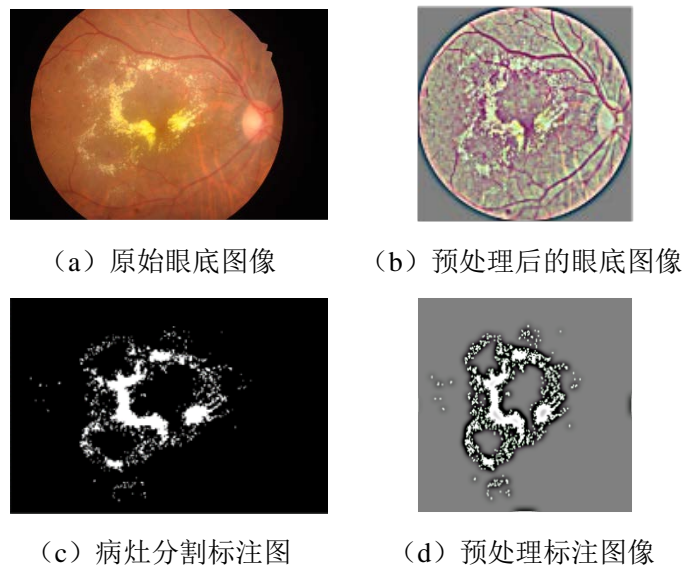 （a）原始眼底图像
（b）预处理后的眼底图像
（c）病灶分割标注图
（d）预处理标注图像